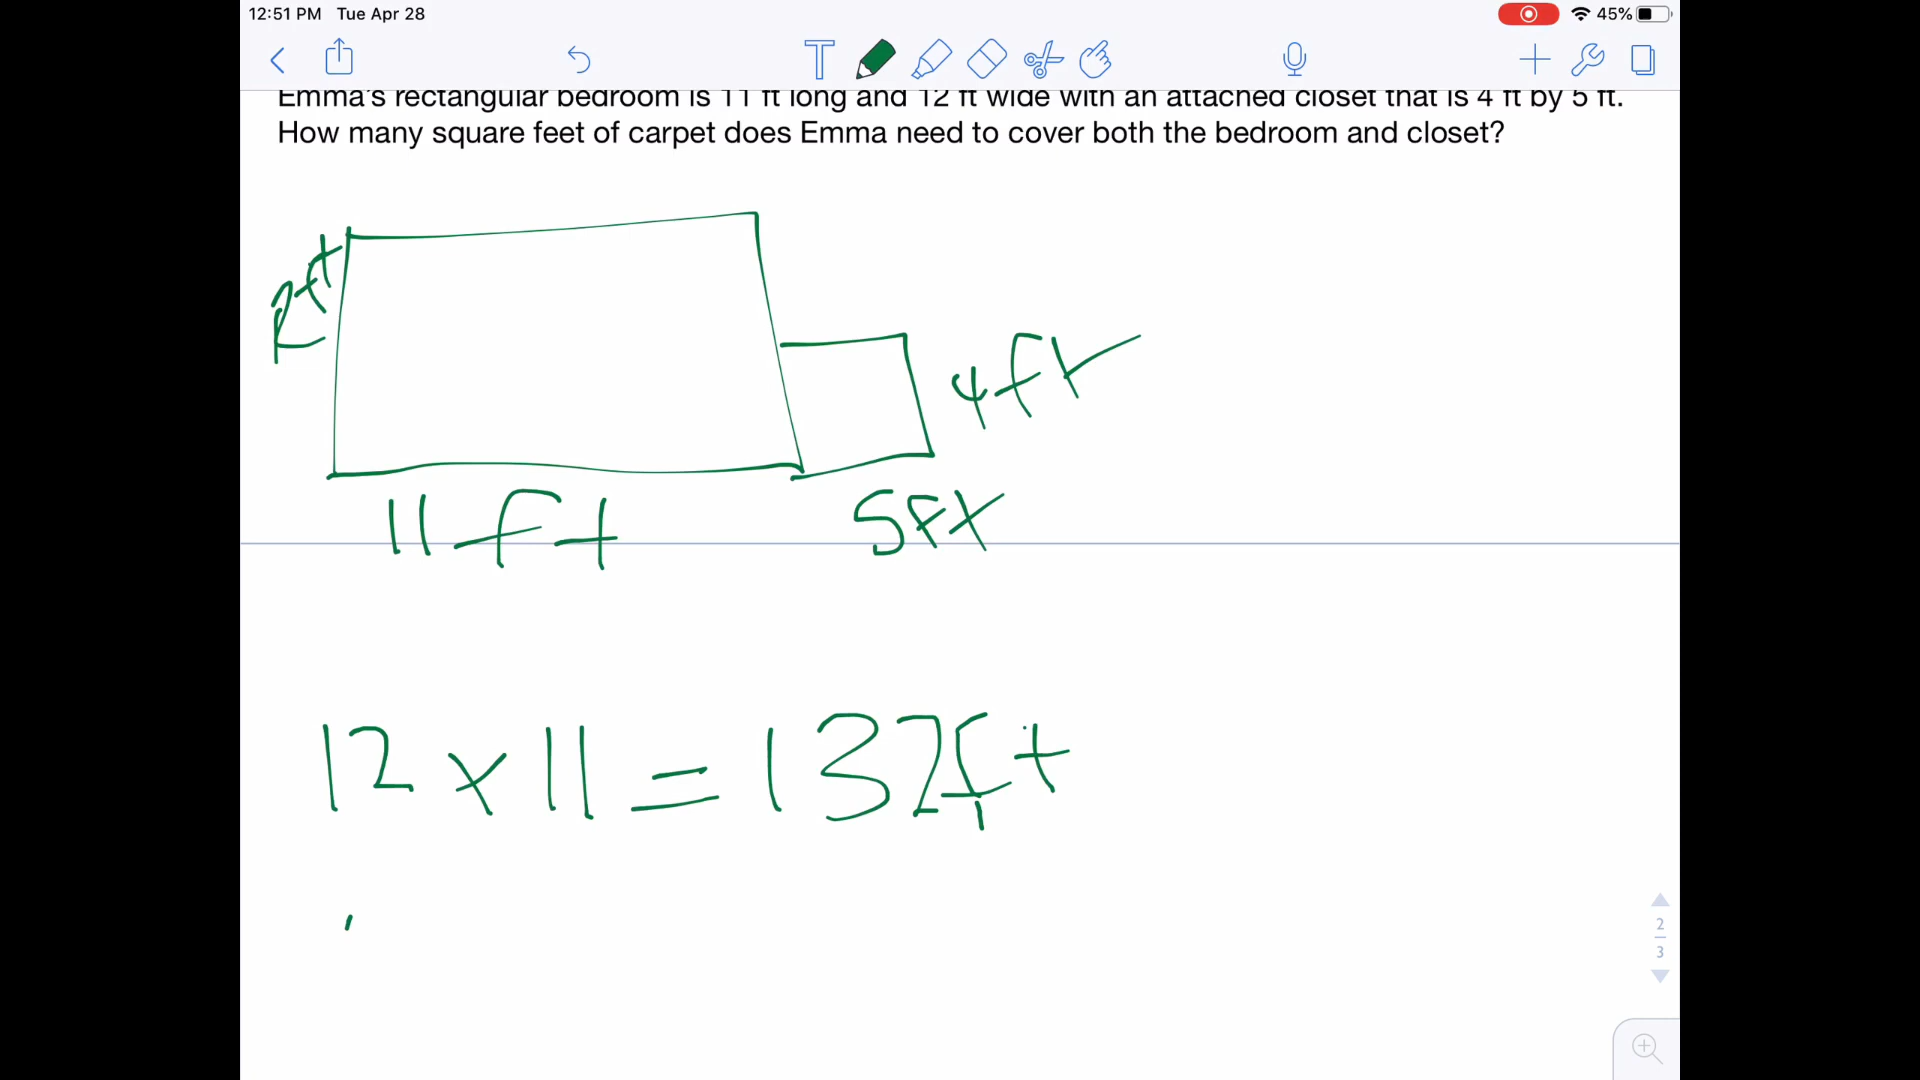 12:51 PM Tue Apr 28
45%
T
Emma's rectangular bedroom is 11 ft long and 12 ft wide with an attached closet that is 4 ft by 5 ft.
How many square feet of carpet does Emma need to cover both the bedroom and closet?
12ft
4ft
11 ft
5ft
12 x 11 = 132ft
2
3